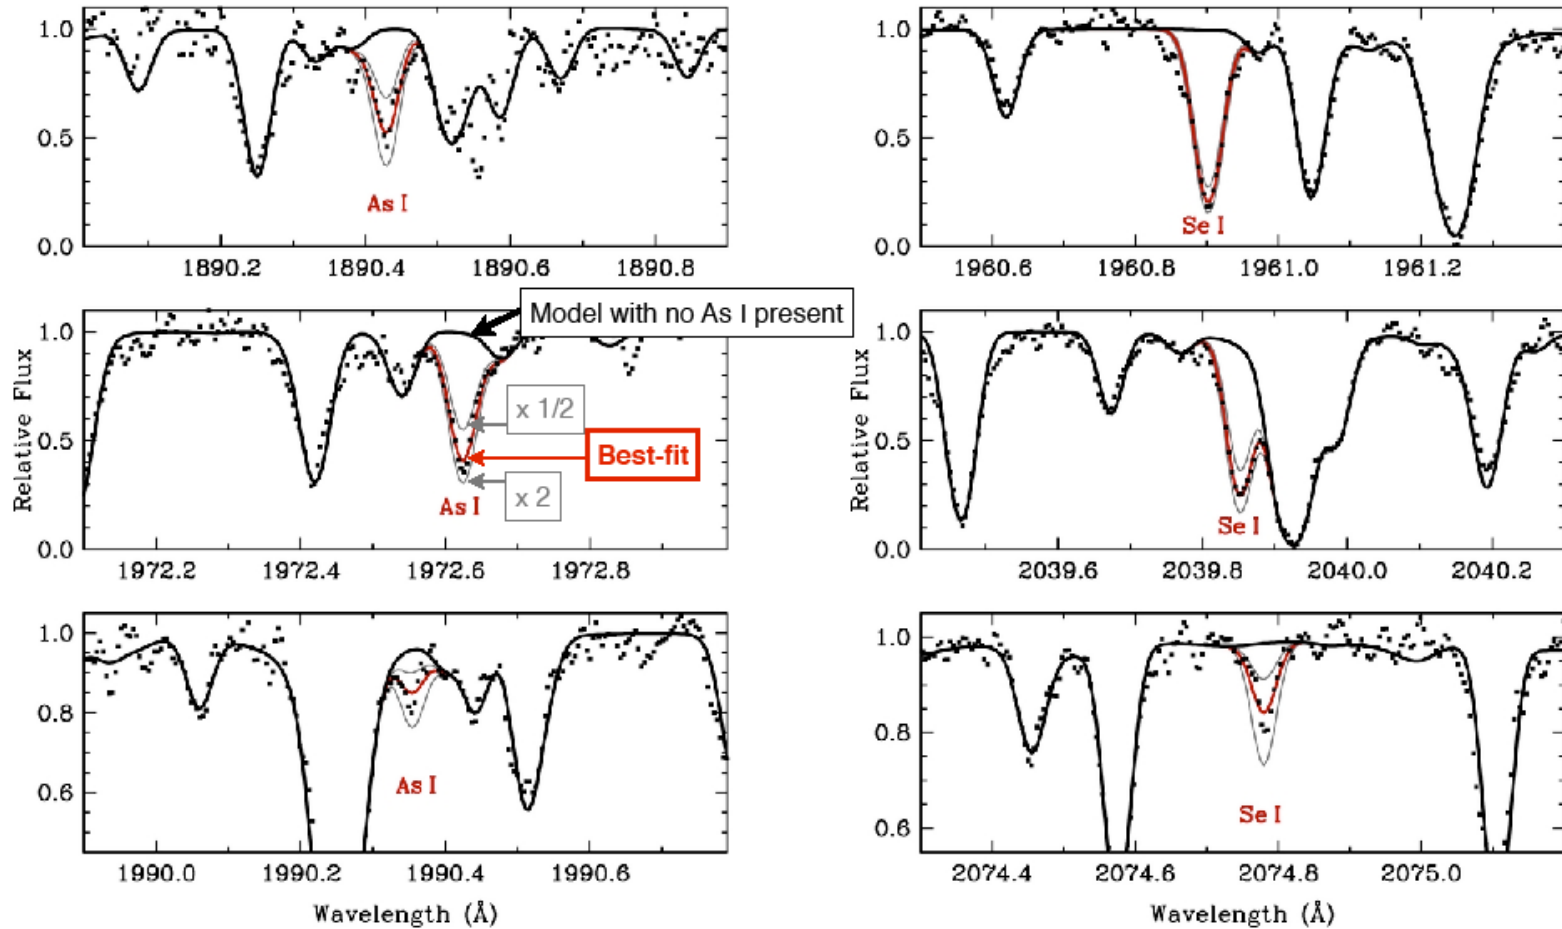 1.0
0.5
0.0
As I
1890.2 1890.4 1890.6 1890.8
1.0
0.5
0.0
Se I
1960.6 1960.8 1961.0 1961.2
Relative Flux
1.0
0.5
0.0
Model with no As I present
x 1/2
Best-fit
x 2
As I
1972.2 1972.4 1972.6 1972.8
Relative Flux
1.0
0.5
0.0
Se I
2039.6 2039.8 2040.0 2040.2
1.0
0.8
0.6
As I
1990.0 1990.2 1990.4 1990.6
Wavelength (Å)
1.0
0.8
0.6
Se I
2074.4 2074.6 2074.8 2075.0
Wavelength (Å)